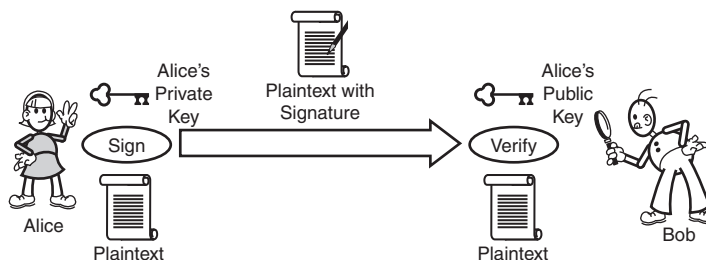 Alice's
Private
Key
Sign
Alice
Plaintext
Plaintext with
Signature
Alice's
Public
Key
Verify
Plaintext
Bob